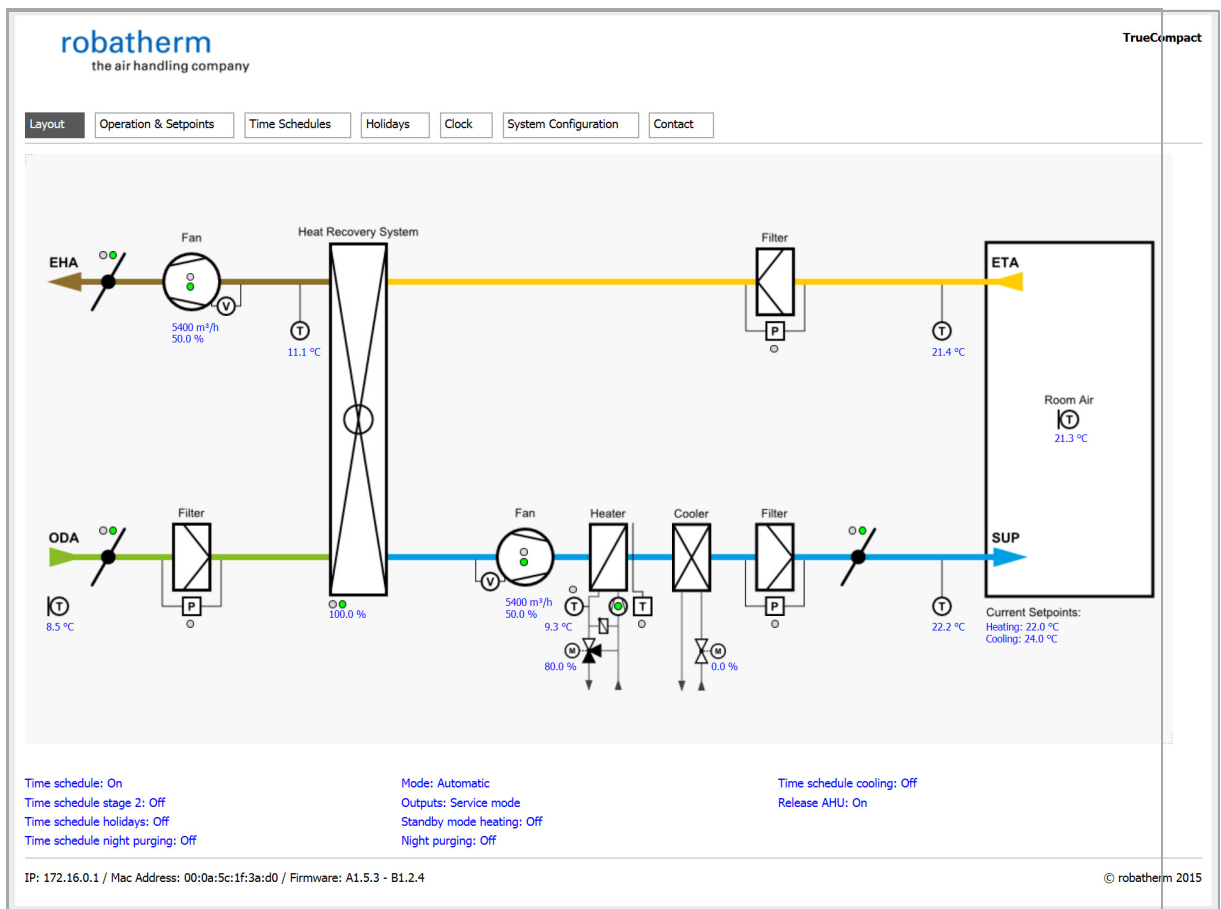 robatherm
the air handling company
TrueCompact
Layout
Operation & Setpoints
Time Schedules
Holidays
Clock
System Configuration
Contact
Fan
Heat Recovery System
Filter
EHA
ETA
V
5400 m³/h
50.0 %
T
11.1 °C
P
T
21.4 °C
Room Air
T
21.3 °C
Filter
Fan
Heater
Cooler
Filter
ODA
SUP
T
8.5 °C
P
100.0 %
V
5400 m³/h
50.0 %
T
9.3 °C
T
M
80.0 %
M
0.0 %
P
T
22.2 °C
Current Setpoints:
Heating: 22.0 °C
Cooling: 24.0 °C
Time schedule: On
Time schedule stage 2: Off
Time schedule holidays: Off
Time schedule night purging: Off
Mode: Automatic
Outputs: Service mode
Standby mode heating: Off
Night purging: Off
Time schedule cooling: Off
Release AHU: On
IP: 172.16.0.1 / Mac Address: 00:0a:5c:1f:3a:d0 / Firmware: A1.5.3 - B1.2.4
© robatherm 2015